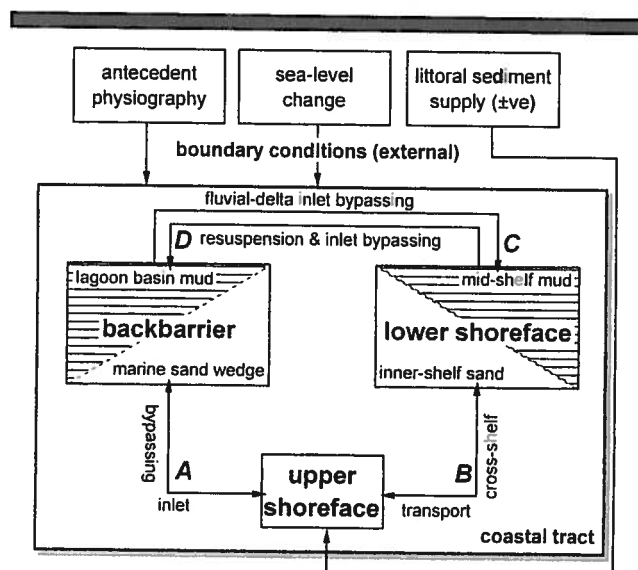 antecedent
physiography
sea-level
change
littoral sediment
supply (±ve)
boundary conditions (external)
fluvial-delta inlet bypassing
D resuspension & inlet bypassing C
lagoon basin mud
mid-shelf mud
backbarrier
lower shoreface
marine sand wedge
inner-shelf sand
bypassing
A
inlet
upper
shoreface
B
transport
cross-shelf
coastal tract